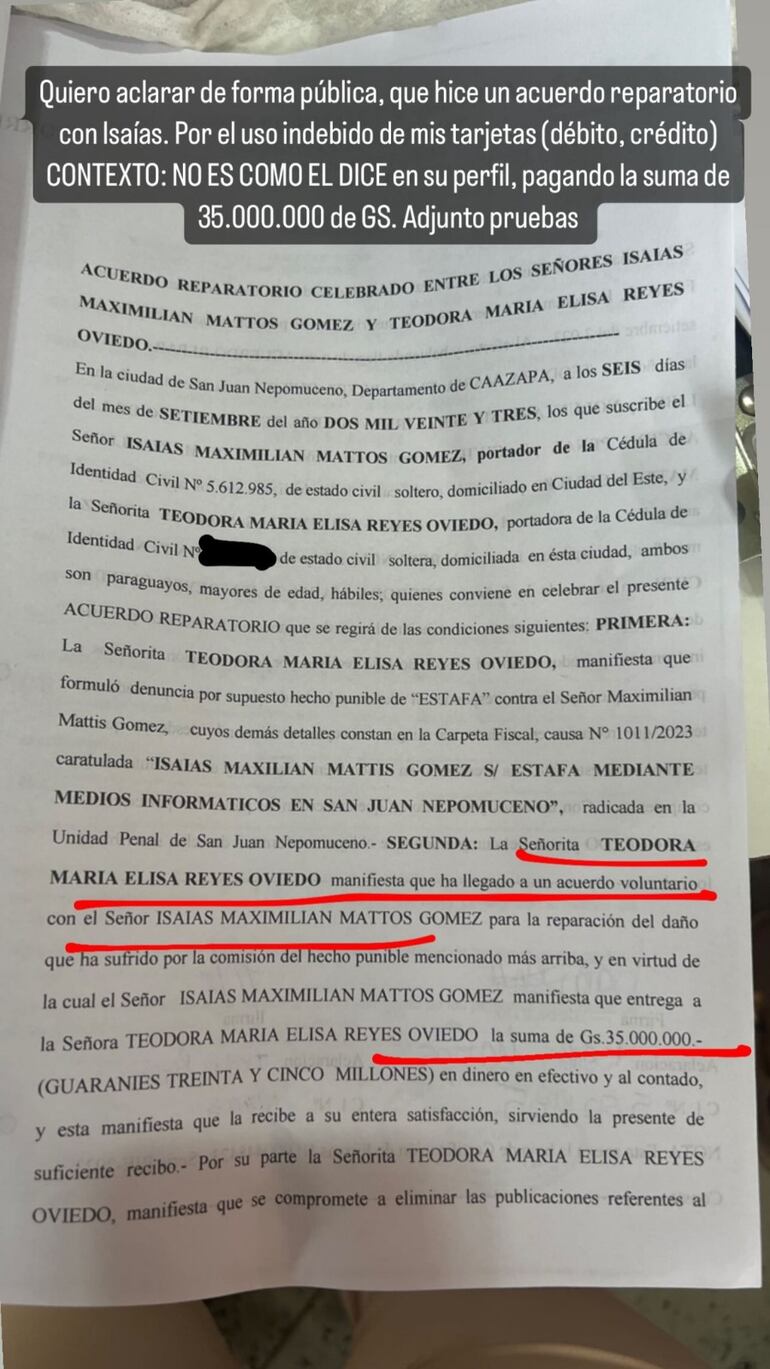 Quiero aclarar de forma pública, que hice un acuerdo reparatorio
con Isaías. Por el uso indebido de mis tarjetas (débito, crédito)
CONTEXTO: NO ES COMO EL DICE en su perfil, pagando la suma de
35.000.000 de GS. Adjunto pruebas
ACUERDO REPARATORIO CELEBRADO ENTRE LOS SEÑORES ISAIAS
MAXIMILIAN MATTOS GOMEZ Y TEODORA MARIA ELISA REYES
OVIEDO.------------------------------------------------------------
En la ciudad de San Juan Nepomuceno, Departamento de CAAZAPA, a los SEIS días
del mes de SETIEMBRE del año DOS MIL VEINTE Y TRES, los que suscribe el
Señor ISAIAS MAXIMILIAN MATTOS GOMEZ, portador de la Cédula de
Identidad Civil Nº 5.612.985, de estado civil soltero, domiciliado en Ciudad del Este, y
la Señorita TEODORA MARIA ELISA REYES OVIEDO, portadora de la Cédula de
Identidad Civil Nº de estado civil soltera, domiciliada en ésta ciudad, ambos
son paraguayos, mayores de edad, hábiles; quienes conviene en celebrar el presente
ACUERDO REPARATORIO que se regirá de las condiciones siguientes: PRIMERA:
La Señorita TEODORA MARIA ELISA REYES OVIEDO, manifiesta que
formuló denuncia por supuesto hecho punible de “ESTAFA” contra el Señor Maximilian
Mattis Gomez, cuyos demás detalles constan en la Carpeta Fiscal, causa N° 1011/2023
caratulada “ISAIAS MAXILIAN MATTIS GOMEZ S/ ESTAFA MEDIANTE
MEDIOS INFORMATICOS EN SAN JUAN NEPOMUCENO”, radicada en la
Unidad Penal de San Juan Nepomuceno.- SEGUNDA: La Señorita TEODORA
MARIA ELISA REYES OVIEDO manifiesta que ha llegado a un acuerdo voluntario
con el Señor ISAIAS MAXIMILIAN MATTOS GOMEZ para la reparación del daño
que ha sufrido por la comisión del hecho punible mencionado más arriba, y en virtud de
la cual el Señor ISAIAS MAXIMILIAN MATTOS GOMEZ manifiesta que entrega a
la Señora TEODORA MARIA ELISA REYES OVIEDO la suma de Gs.35.000.000.-
(GUARANIES TREINTA Y CINCO MILLONES) en dinero en efectivo y al contado,
y esta manifiesta que la recibe a su entera satisfacción, sirviendo la presente de
suficiente recibo.- Por su parte la Señorita TEODORA MARIA ELISA REYES
OVIEDO, manifiesta que se compromete a eliminar las publicaciones referentes al